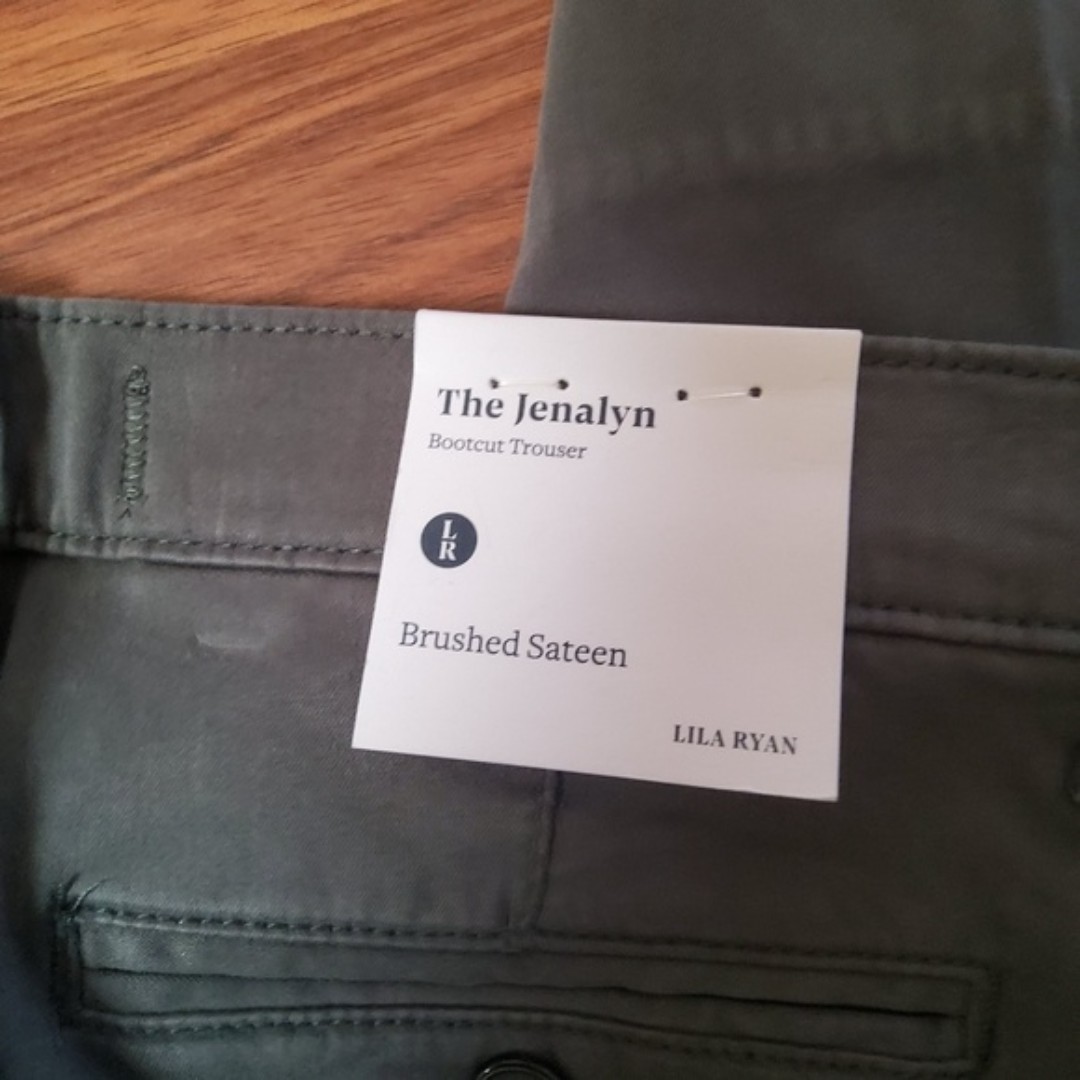 The Jenalyn
Bootcut Trouser
L
R
Brushed Sateen
LILA RYAN